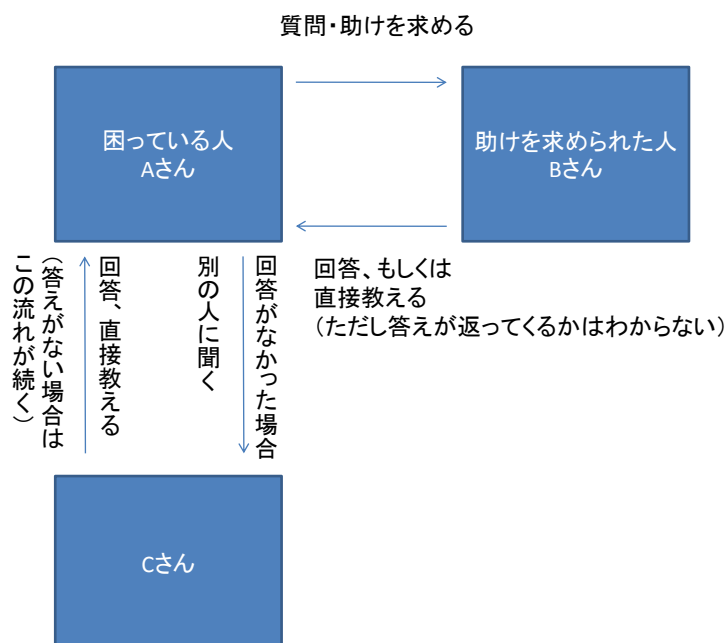 質問・助けを求める
困っている人
Aさん
助けを求められた人
Bさん
回答、もしくは
直接教える
（ただし答えが返ってくるかはわからない）
回答がなかった場合
別の人に聞く
回答、直接教える
（答えがない場合は
この流れが続く）
Cさん